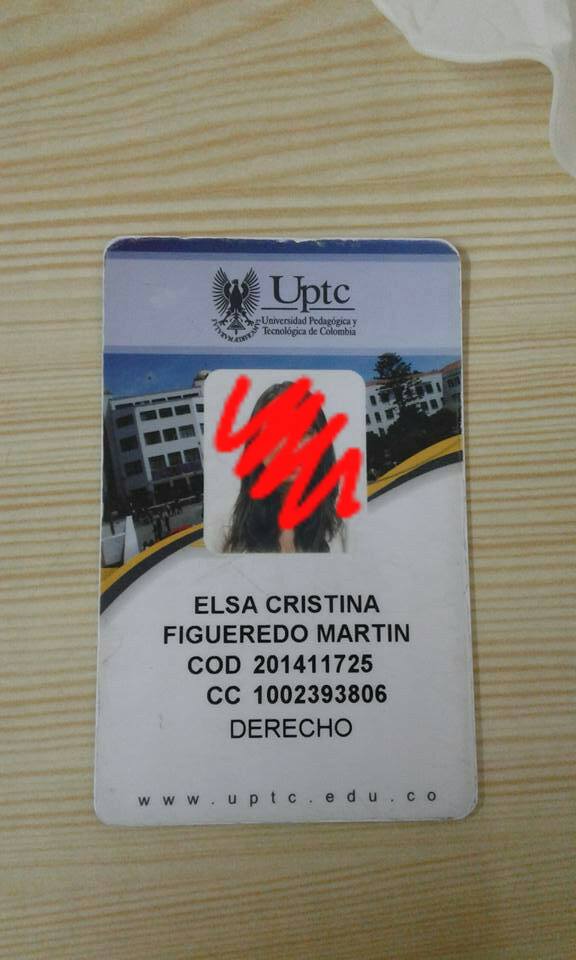 Uptc
Universidad Pedagógica y
Tecnológica de Colombia
ELSA CRISTINA
FIGUEREDO MARTIN
COD 201411725
CC 1002393806
DERECHO
www.uptc.edu.co